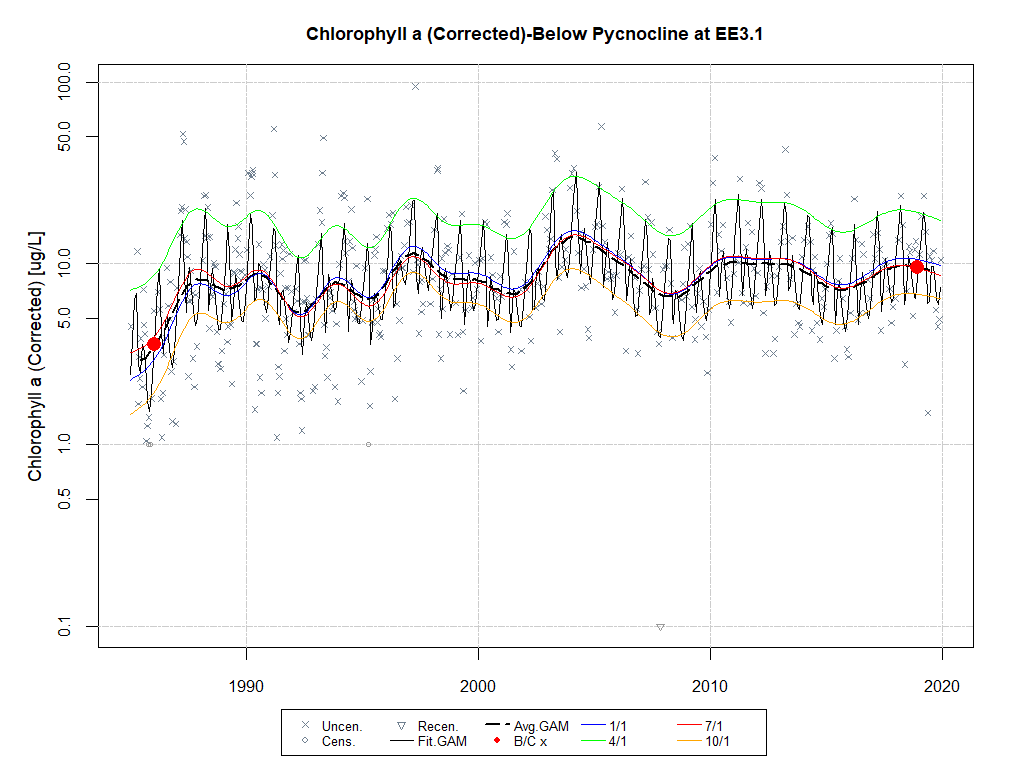 Chlorophyll a (Corrected)-Below Pycnocline at EE3.1
Chlorophyll a (Corrected) [ug/L]
100.0
50.0
10.0
5.0
1.0
0.5
0.1
1990 2000 2010 2020
Uncen. Recen. Avg.GAM 1/1 7/1
Cens. Fit.GAM B/C x 4/1 10/1